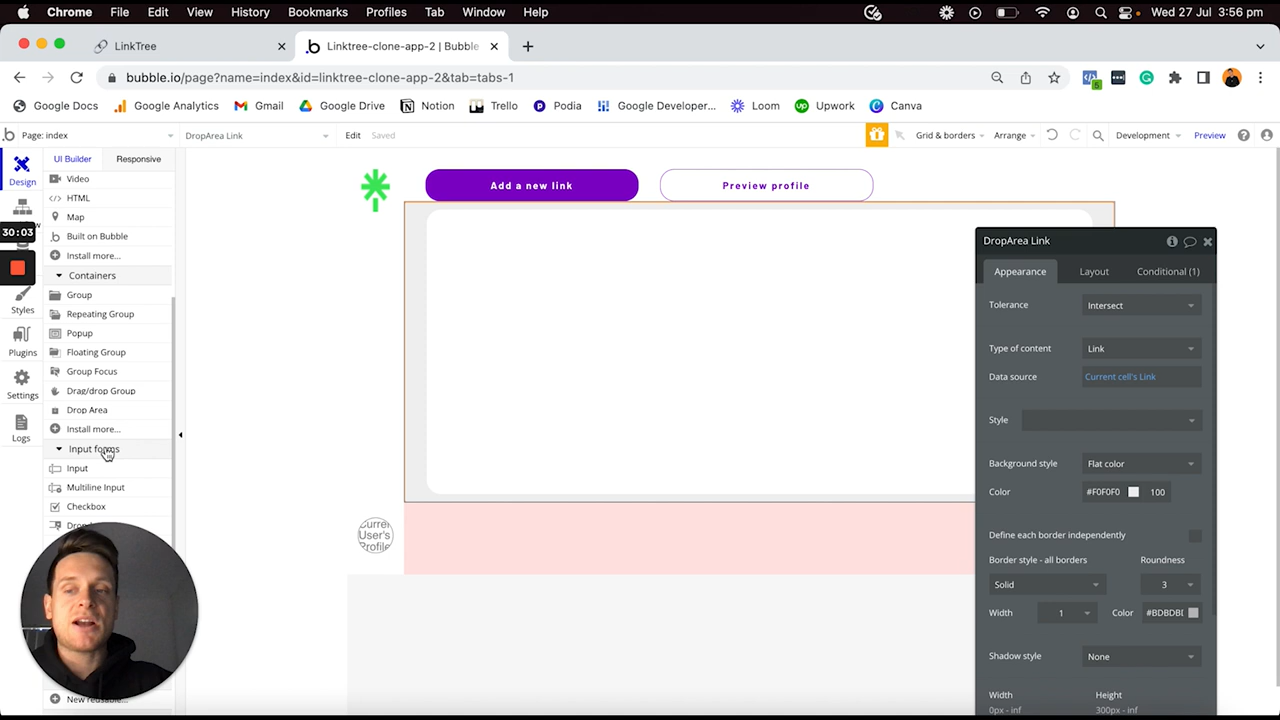 Chrome File Edit View History Bookmarks Profiles Tab Window Help Wed 27 Jul 3:56 pm
LinkTree Linktree-clone-app-2 | Bubble
bubble.io/page?name=index&id=linktree-clone-app-2&tab=tabs-1
Google Docs Google Analytics Gmail Google Drive Notion Trello Podia Google Developer... Loom Upwork Canva
Page: index DropArea Link Edit Saved Grid & borders Arrange Development Preview
UI Builder Responsive
Design
30:03
Styles
Plugins
Settings
Logs
Video
HTML
Map
Built on Bubble
Install more...
Containers
Group
Repeating Group
Popup
Floating Group
Group Focus
Drag/drop Group
Drop Area
Install more...
Input forms
Input
Multiline Input
Checkbox
New reusable...
Add a new link Preview profile
Current
User's
Profile
DropArea Link
Appearance Layout Conditional (1)
Tolerance Intersect
Type of content Link
Data source Current cell's Link
Style
Background style Flat color
Color #F0F0F0 100
Define each border independently
Border style - all borders Roundness
Solid 3
Width 1 Color #BDBDBD
Shadow style None
Width Height
0px - inf 300px - inf